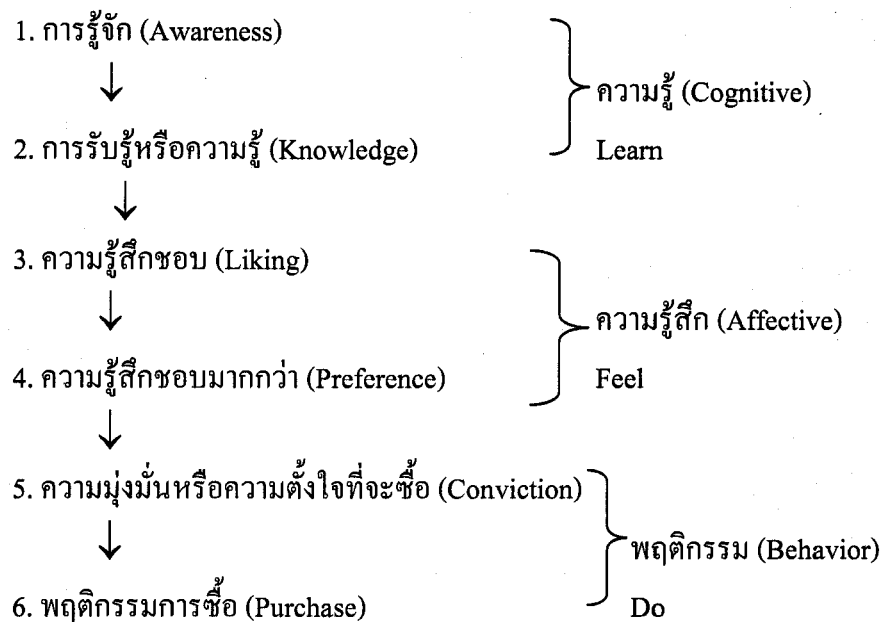 1. การรู้จัก (Awareness)
ความรู้ (Cognitive)
2. การรับรู้หรือความรู้ (Knowledge)
Learn
3. ความรู้สึกชอบ (Liking)
ความรู้สึก (Affective)
4. ความรู้สึกชอบมากกว่า (Preference)
Feel
5. ความมุ่งมั่นหรือความตั้งใจที่จะซื้อ (Conviction)
พฤติกรรม (Behavior)
6. พฤติกรรมการซื้อ (Purchase)
Do